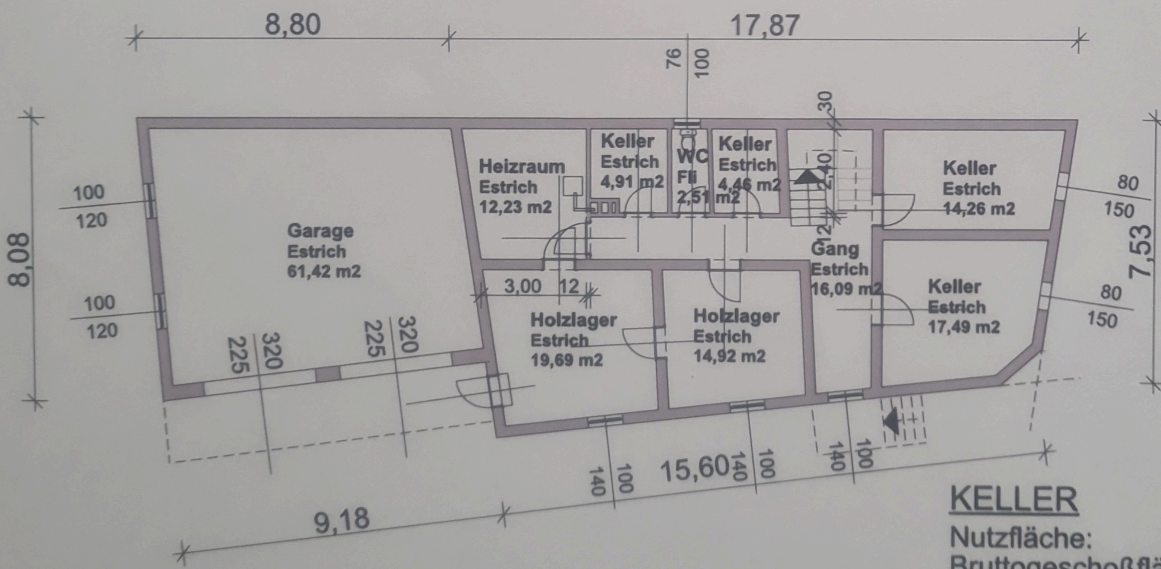 8,80
17,87
76
100
30
8,08
100
120
100
120
Garage
Estrich
61,42 m2
225
320
225
320
Heizraum
Estrich
12,23 m2
Keller
Estrich
4,91 m2
WC
Fli
2,51 m2
Keller
Estrich
4,46 m2
2,40
12
Keller
Estrich
14,26 m2
80
150
7,53
Gang
Estrich
16,09 m2
Keller
Estrich
17,49 m2
80
150
3,00 12
Holzlager
Estrich
19,69 m2
Holzlager
Estrich
14,92 m2
140
100
15,60
140
100
140
100
9,18
KELLER
Nutzfläche: